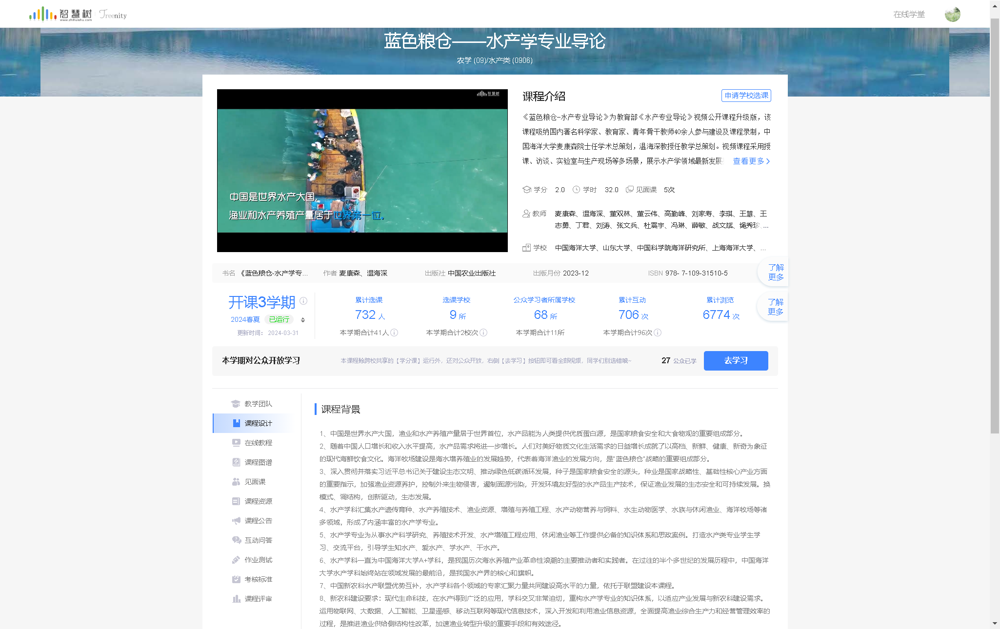 智慧树
www.zhihuishu.com
Treenity
在线学堂
蓝色粮仓——水产学专业导论
农学 (09)/水产类 (0906)
智慧树
中国是世界水产大国，
渔业和水产养殖产量居于世界第一位。
课程介绍
申请学校选课
《蓝色粮仓-水产专业导论》为教育部《水产专业导论》视频公开课程升级版，该
课程吸纳国内著名科学家、教育家、青年骨干教师40余人参与建设及课程录制，中
国海洋大学麦康森院士任学术总策划，温海深教授任教学总策划。视频课程采用授
课、访谈、实验室与生产现场等多场景，展示水产学领域最新发展 查看更多
学分 2.0 学时 32.0 见面课 5次
教师 麦康森、温海深、董双林、董云伟、高勤峰、刘家寿、李琪、王慧、王
志勇、丁君、刘涛、张文兵、杜震宇、冯琳、薛敏、战文斌、绳秀珍、...
学校 中国海洋大学、山东大学、中国科学院海洋研究所、上海海洋大学、...
书名 《蓝色粮仓-水产学专... 作者 麦康森、温海深 出版社 中国农业出版社 出版月份 2023-12 ISBN 978- 7-109-31510-5
了解
更多
开课3学期
2024春夏 已运行
更新时间： 2024-03-31
累计选课
732 人
本学期合计41人
选课学校
9 所
本学期合计2校次
公众学习者所属学校
68 所
本学期合计11所
累计互动
706 次
本学期合计96次
累计浏览
6774 次
了解
更多
本学期对公众开放学习
本课程除跨校共享的【学分课】运行外，还对公众开放，右侧【去学习】按钮即可看全部视频，同学们别选错哦~
27 公众已学
去学习
教学团队
课程设计
在线教程
课程图谱
见面课
课程资源
课程公告
互动问答
作业测试
考核标准
课程评审
课程背景
1、中国是世界水产大国，渔业和水产养殖产量居于世界首位，水产品能为人类提供优质蛋白源，是国家粮食安全和大食物观的重要组成部分。
2、随着中国人口增长和收入水平提高，水产品需求将进一步增长。人们对美好物质文化生活需求的日益增长成就了以高档、新鲜、健康、新奇为象征
的现代海鲜饮食文化。海洋牧场建设是海水增养殖业的发展趋势，代表着海洋渔业的发展方向，是“蓝色粮仓”战略的重要组成部分。
3、深入贯彻并落实习近平总书记关于建设生态文明、推动绿色低碳循环发展，种子是国家粮食安全的源头，种业是国家战略性、基础性核心产业方面
的重要指示，加强渔业资源养护，控制外来生物侵害，遏制面源污染，开发环境友好型的水产品生产技术，保证渔业发展的生态安全和可持续发展。换
模式、调结构，创新驱动，生态发展。
4、水产学科汇集水产遗传育种、水产养殖技术、渔业资源、增殖与养殖工程、水产动物营养与饲料、水生动物医学、水族与休闲渔业、海洋牧场等诸
多领域，形成了内涵丰富的水产学专业。
5、水产学专业为从事水产科学研究、养殖技术开发、水产增殖工程应用、休闲渔业等工作提供必备的知识体系和思政案例。打造水产类专业学生学
习、交流平台，引导学生知水产、爱水产、学水产、干水产。
6、水产学科一直为中国海洋大学A+学科，是我国历次海水养殖产业革命性浪潮的主要推动者和实践者。在过往的半个多世纪的发展历程中，中国海洋
大学水产学科始终站在领域发展的最前沿，是我国水产界的核心和旗帜。
7、中国新农科水产联盟优势互补，水产学科各个领域的专家汇聚力量共同建设高水平的力量，依托于联盟建设本课程。
8、新农科建设要求：现代生命科技，在水产得到广泛的应用，学科交叉非常迫切，重构水产学专业的知识体系，以适应产业发展与新农科建设需求。
运用物联网、大数据、人工智能、卫星遥感、移动互联网等现代信息技术，深入开发和利用渔业信息资源，全面提高渔业综合生产力和经营管理效率的
过程，是推进渔业供给侧结构性改革，加速渔业转型升级的重要手段和有效途径。